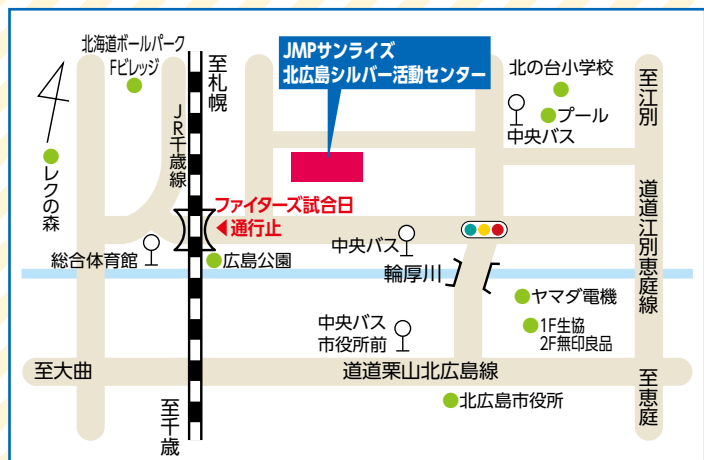 北海道ボールパーク
Fビレッジ
至札幌
JMPサンライズ
北広島シルバー活動センター
北の台小学校
プール
中央バス
至江別
JR千歳線
レクの森
ファイターズ試合日
通行止
総合体育館
広島公園
中央バス
輪厚川
道道江別恵庭線
ヤマダ電機
1F生協
2F無印良品
中央バス
市役所前
至大曲
道道栗山北広島線
至恵庭
北広島市役所
至千歳